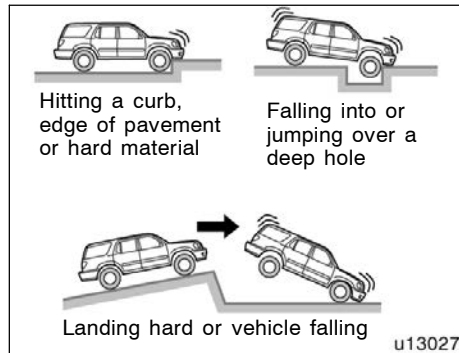 Hitting a curb,
edge of pavement
or hard material
Falling into or
jumping over a
deep hole
Landing hard or vehicle falling
u13027